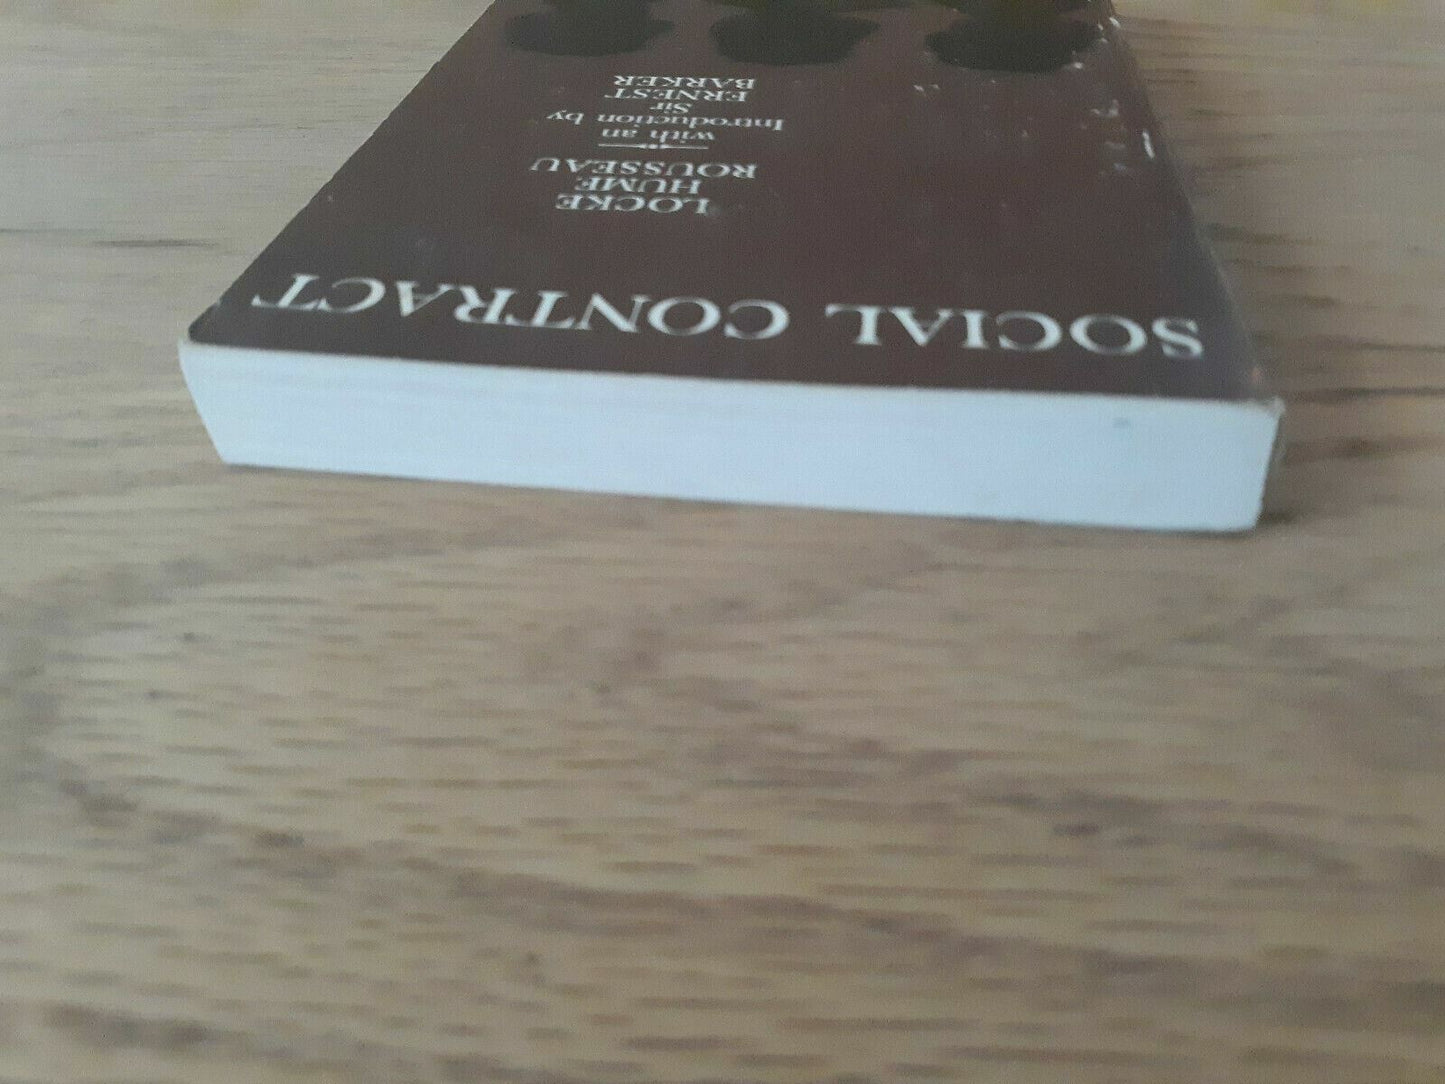 SOCIAL CONTRACT
LOCKE
HUME
ROUSSEAU
with an
Introduction by
Sir
ERNEST
BARKER